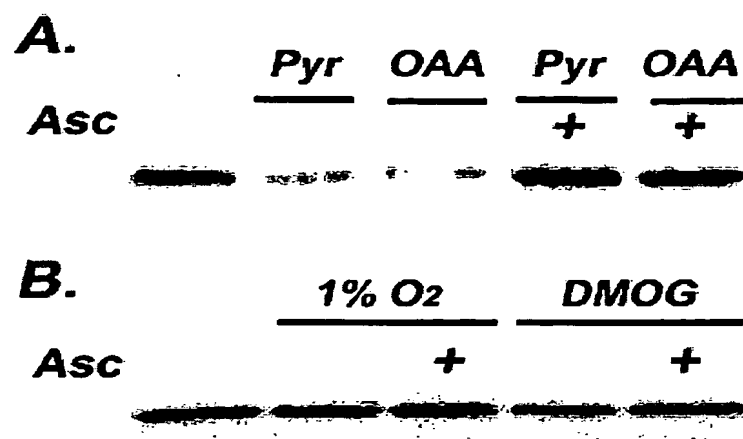 A.
Pyr OAA Pyr OAA
Asc + +
B.
1% O2 DMOG
Asc + +